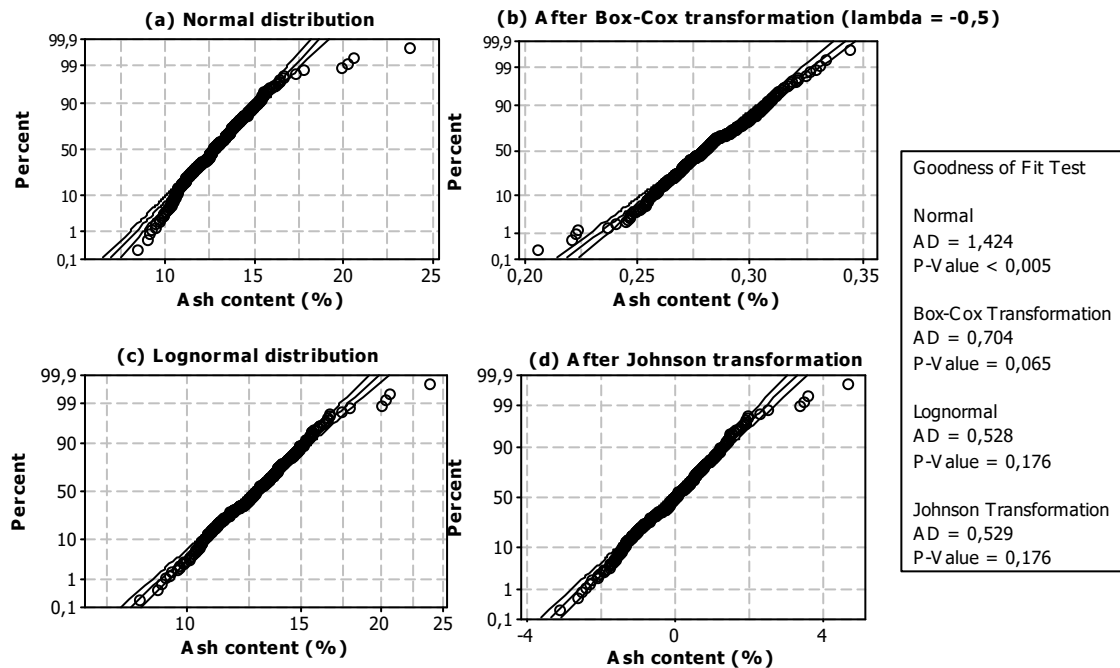 (a) Normal distribution
99,9
99
90
50
10
1
0,1
Percent
10 15 20 25
Ash content (%)
(b) After Box-Cox transformation (lambda = -0,5)
99,9
99
90
50
10
1
0,1
Percent
0,20 0,25 0,30 0,35
Ash content (%)
(c) Lognormal distribution
99,9
99
90
50
10
1
0,1
Percent
10 15 20 25
Ash content (%)
(d) After Johnson transformation
99,9
99
90
50
10
1
0,1
Percent
-4 -2 0 2 4
Ash content (%)
Goodness of Fit Test
Normal
AD = 1,424
P-Value < 0,005
Box-Cox Transformation
AD = 0,704
P-Value = 0,065
Lognormal
AD = 0,528
P-Value = 0,176
Johnson Transformation
AD = 0,529
P-Value = 0,176